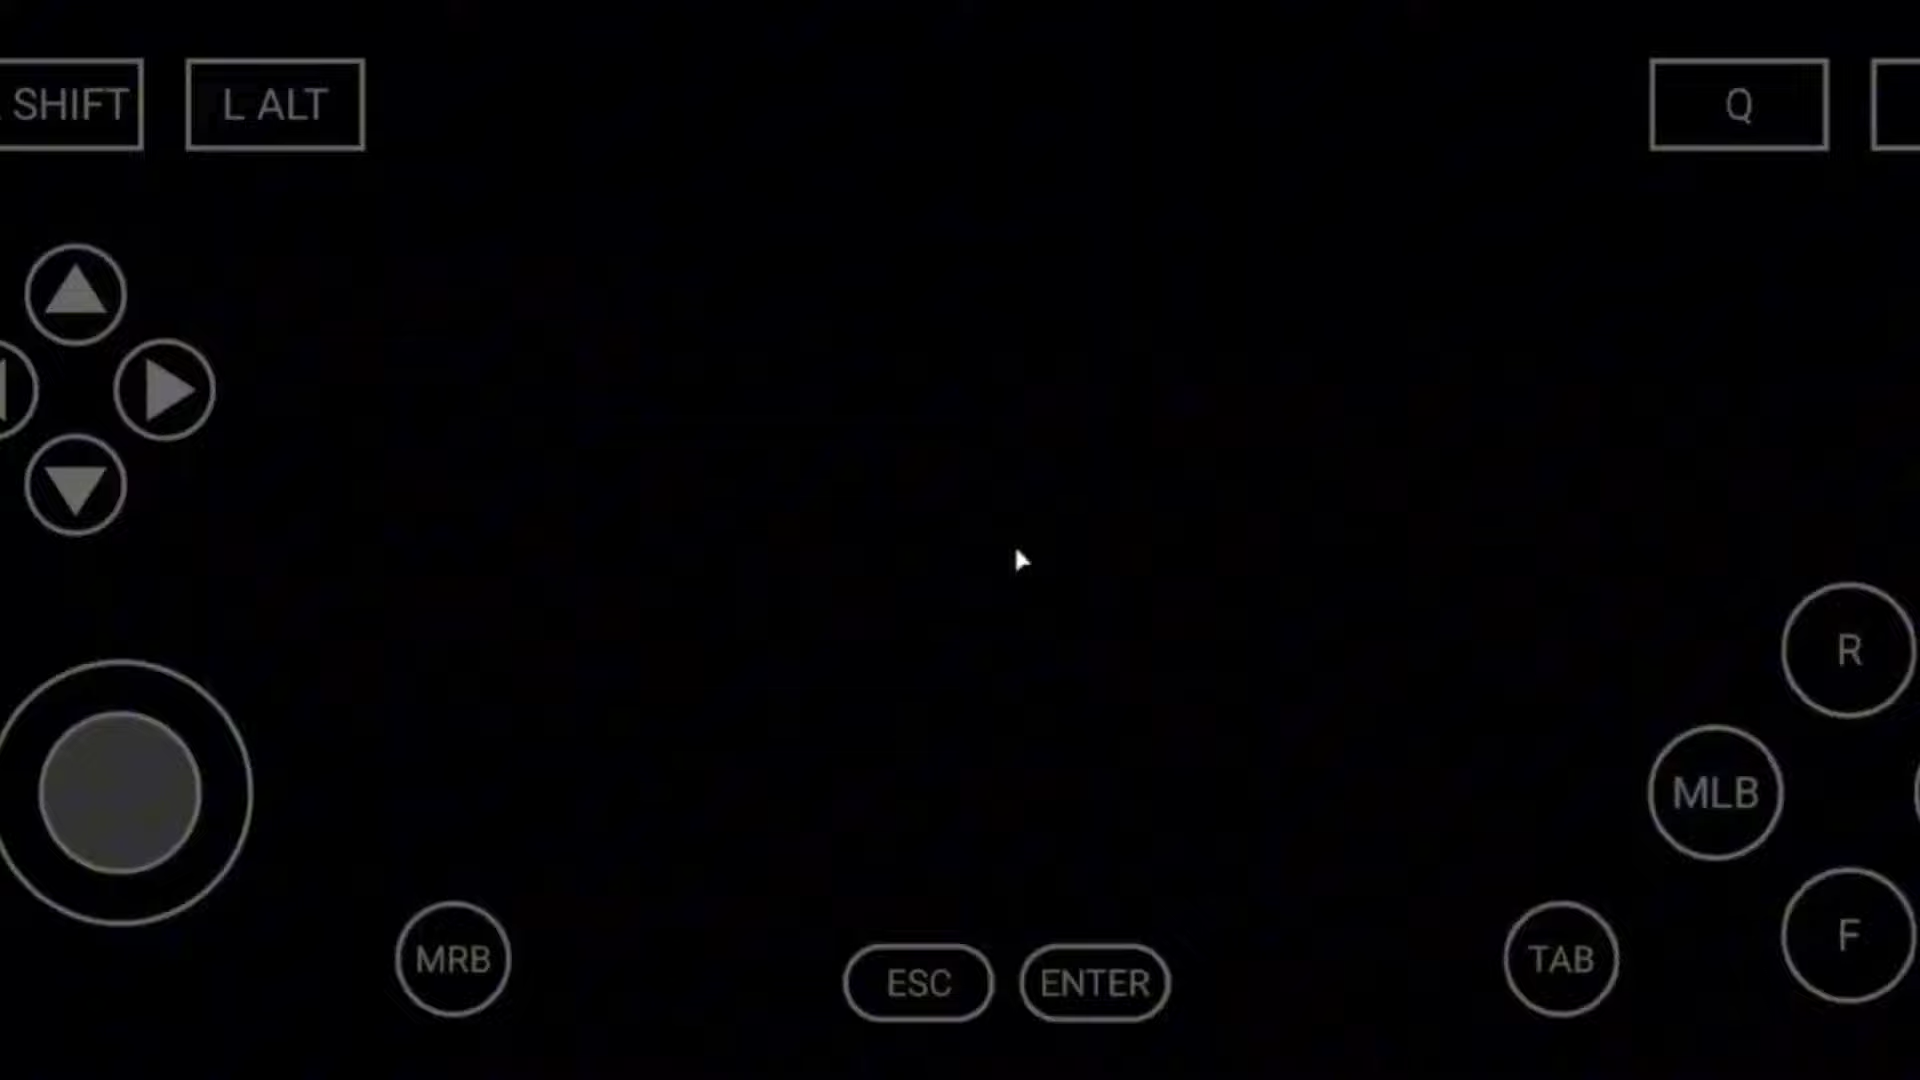 SHIFT
L ALT
Q
R
MLB
F
MRB
TAB
ESC
ENTER